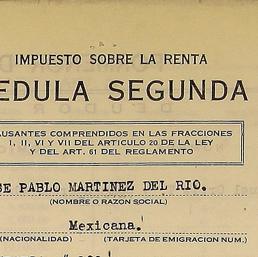 IMPUESTO SOBRE LA RENTA
EDULA SEGUNDA
AUSANTES COMPRENDIDOS EN LAS FRACCIONES
I, II, VI Y VII DEL ARTICULO 20 DE LA LEY
Y DEL ART. 61 DEL REGLAMENTO
SE PABLO MARTINEZ DEL RIO.
(NOMBRE O RAZON SOCIAL)
Mexicana.
(NACIONALIDAD) (TARJETA DE EMIGRACION NUM.)